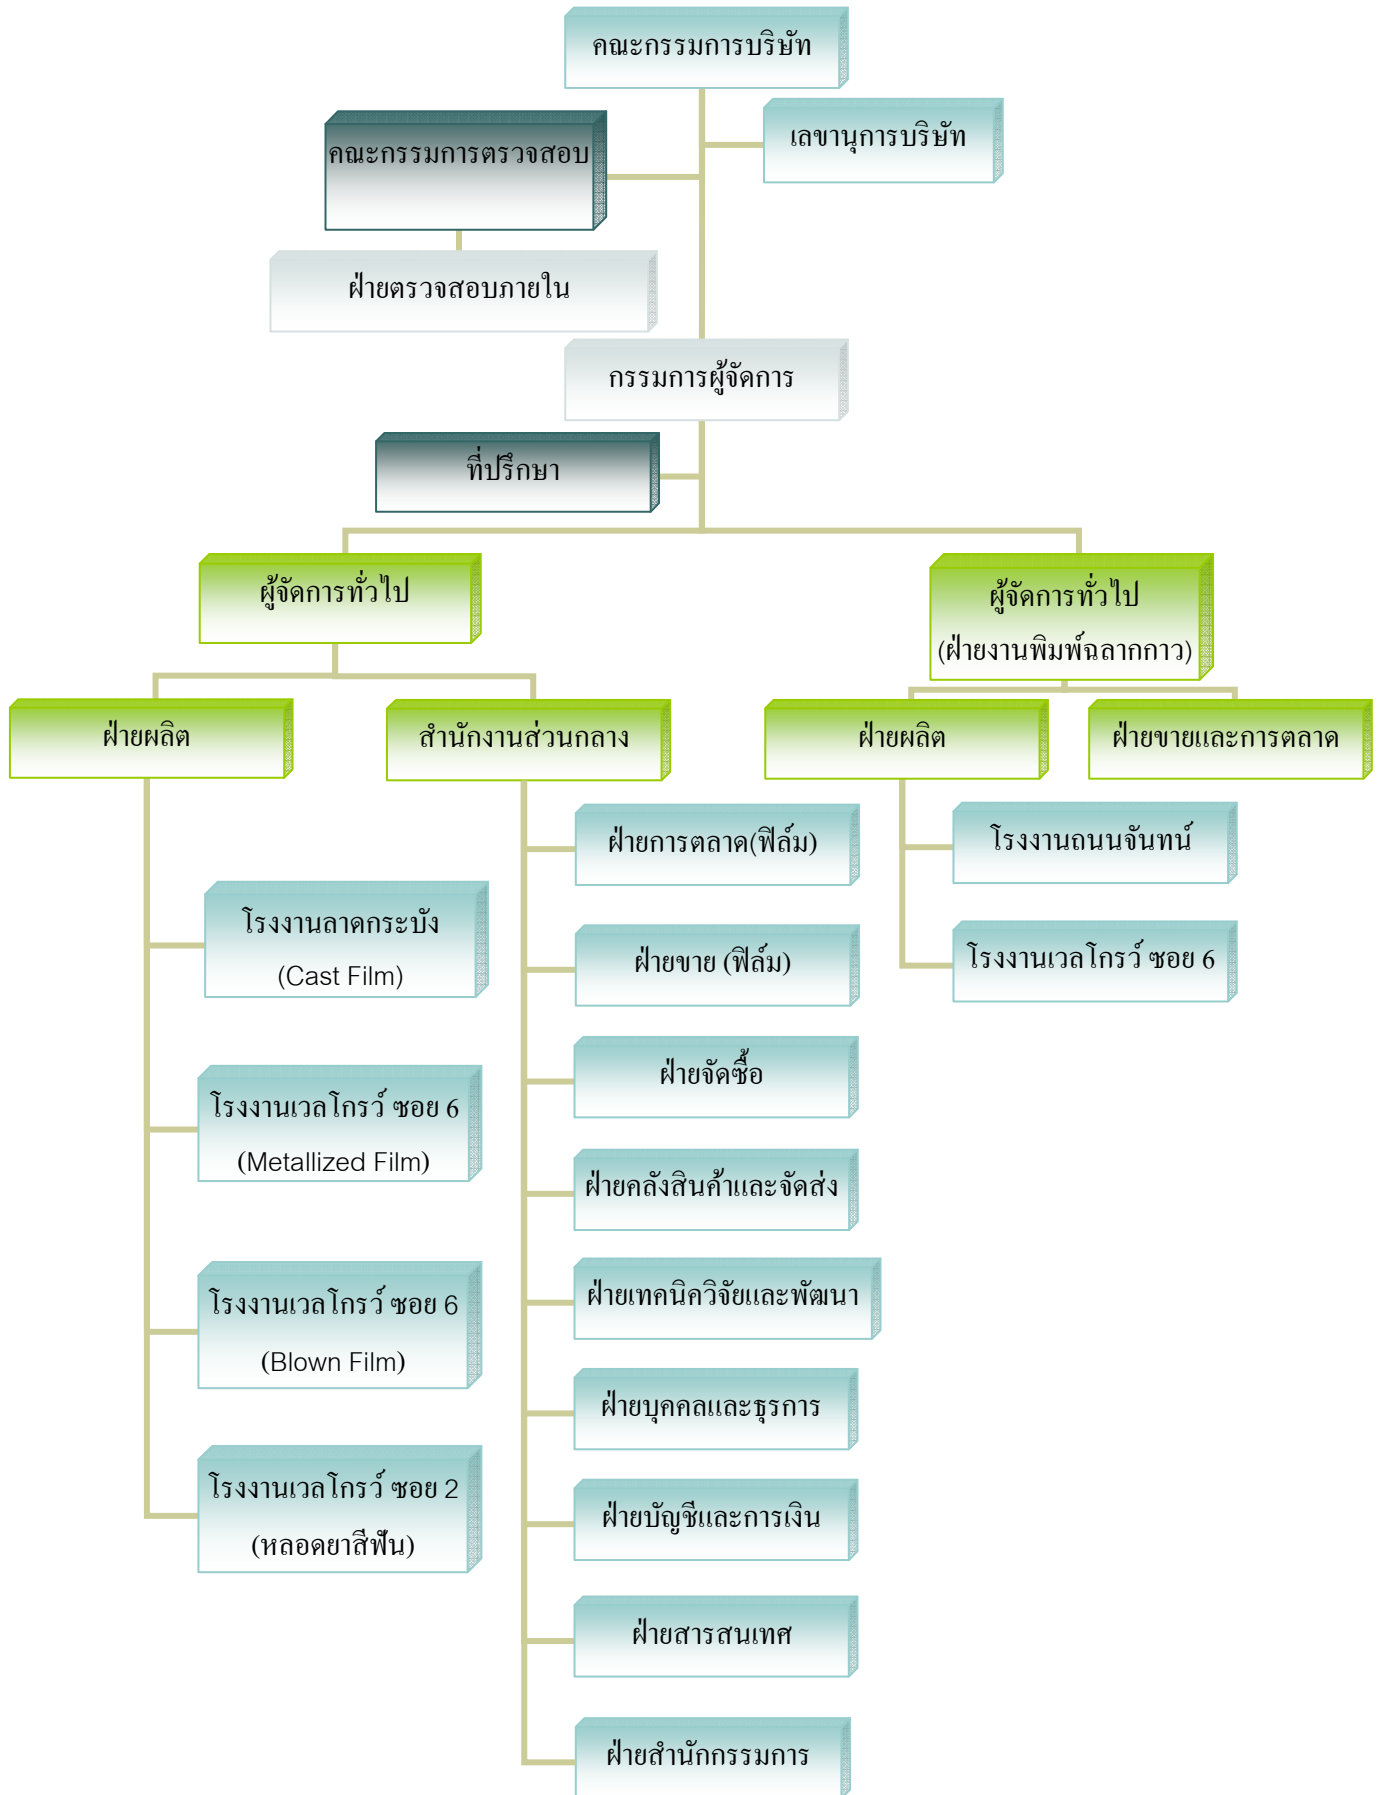 คณะกรรมการบริษัท
เลขานุการบริษัท
คณะกรรมการตรวจสอบ
ฝ่ายตรวจสอบภายใน
กรรมการผู้จัดการ
ที่ปรึกษา
ผู้จัดการทั่วไป
ผู้จัดการทั่วไป
(ฝ่ายงานพิมพ์ฉลากกาว)
ฝ่ายผลิต
สำนักงานส่วนกลาง
ฝ่ายผลิต
ฝ่ายขายและการตลาด
โรงงานลาดกระบัง
(Cast Film)
โรงงานเวลโกรว์ ซอย 6
(Metallized Film)
โรงงานเวลโกรว์ ซอย 6
(Blown Film)
โรงงานเวลโกรว์ ซอย 2
(หลอดยาสีฟัน)
ฝ่ายการตลาด(ฟิล์ม)
ฝ่ายขาย (ฟิล์ม)
ฝ่ายจัดซื้อ
ฝ่ายคลังสินค้าและจัดส่ง
ฝ่ายเทคนิควิจัยและพัฒนา
ฝ่ายบุคคลและธุรการ
ฝ่ายบัญชีและการเงิน
ฝ่ายสารสนเทศ
ฝ่ายสำนักกรรมการ
โรงงานถนนจันทน์
โรงงานเวลโกรว์ ซอย 6